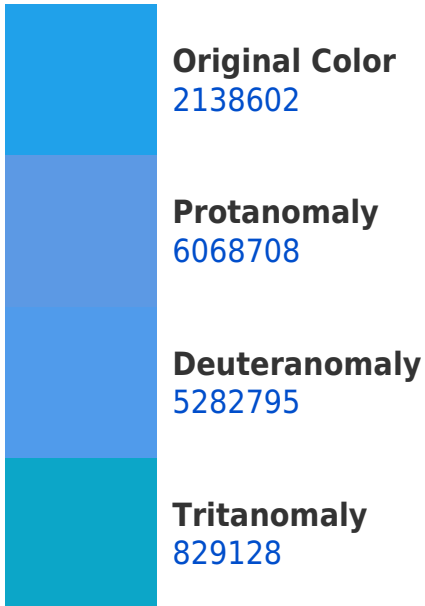 Original Color
2138602
Protanomaly
6068708
Deuteranomaly
5282795
Tritanomaly
829128